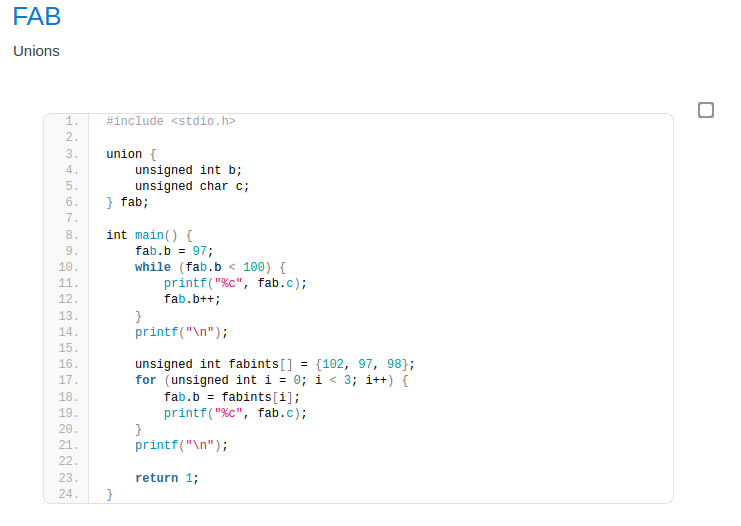 FAB
Unions
1. #include <stdio.h>
2.
3. union {
4.     unsigned int b;
5.     unsigned char c;
6. } fab;
7.
8. int main() {
9.     fab.b = 97;
10.     while (fab.b < 100) {
11.         printf("%c", fab.c);
12.         fab.b++;
13.     }
14.     printf("\n");
15.
16.     unsigned int fabints[] = {102, 97, 98};
17.     for (unsigned int i = 0; i < 3; i++) {
18.         fab.b = fabints[i];
19.         printf("%c", fab.c);
20.     }
21.     printf("\n");
22.
23.     return 1;
24. }